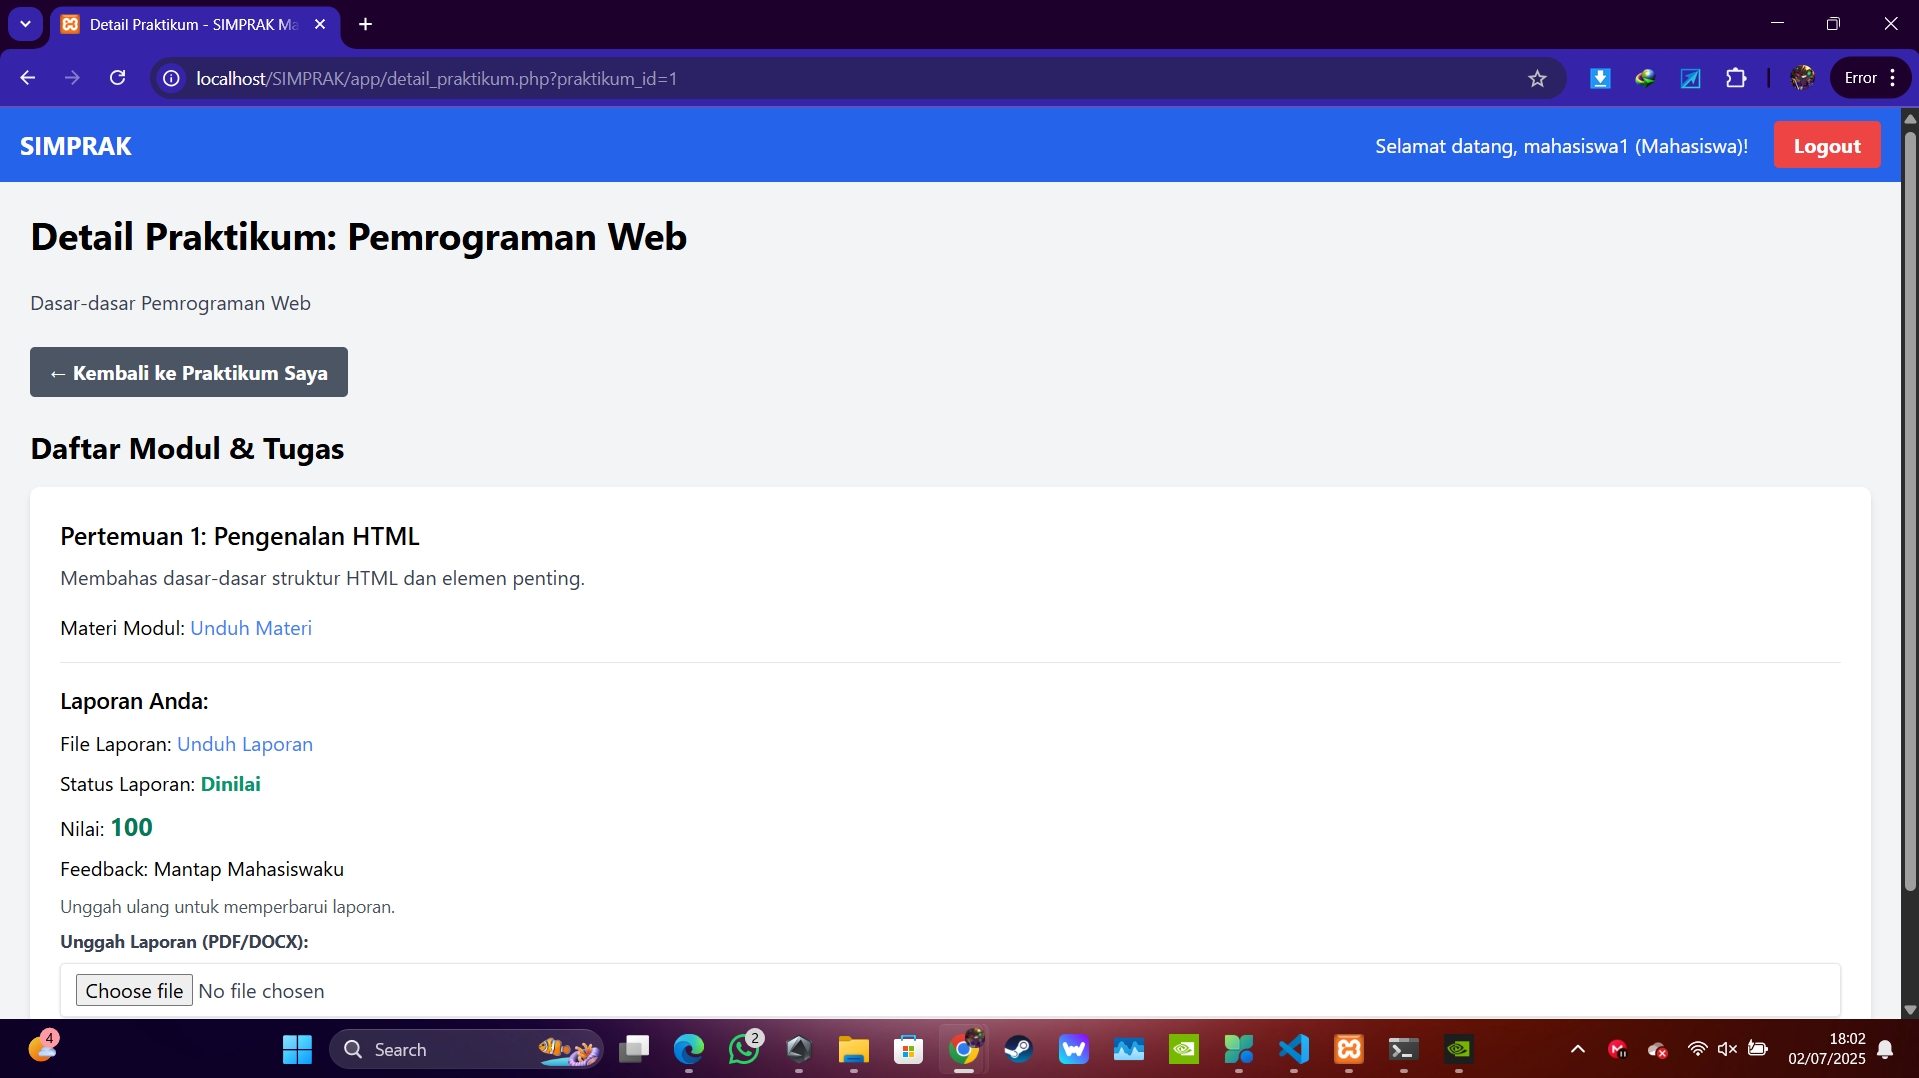 Detail Praktikum - SIMPRAK Ma
localhost/SIMPRAK/app/detail_praktikum.php?praktikum_id=1
Error
SIMPRAK
Selamat datang, mahasiswa1 (Mahasiswa)!
Logout
Detail Praktikum: Pemrograman Web
Dasar-dasar Pemrograman Web
← Kembali ke Praktikum Saya
Daftar Modul & Tugas
Pertemuan 1: Pengenalan HTML
Membahas dasar-dasar struktur HTML dan elemen penting.
Materi Modul: Unduh Materi
Laporan Anda:
File Laporan: Unduh Laporan
Status Laporan: Dinilai
Nilai: 100
Feedback: Mantap Mahasiswaku
Unggah ulang untuk memperbarui laporan.
Unggah Laporan (PDF/DOCX):
Choose file No file chosen
4
Search
2
18:02
02/07/2025